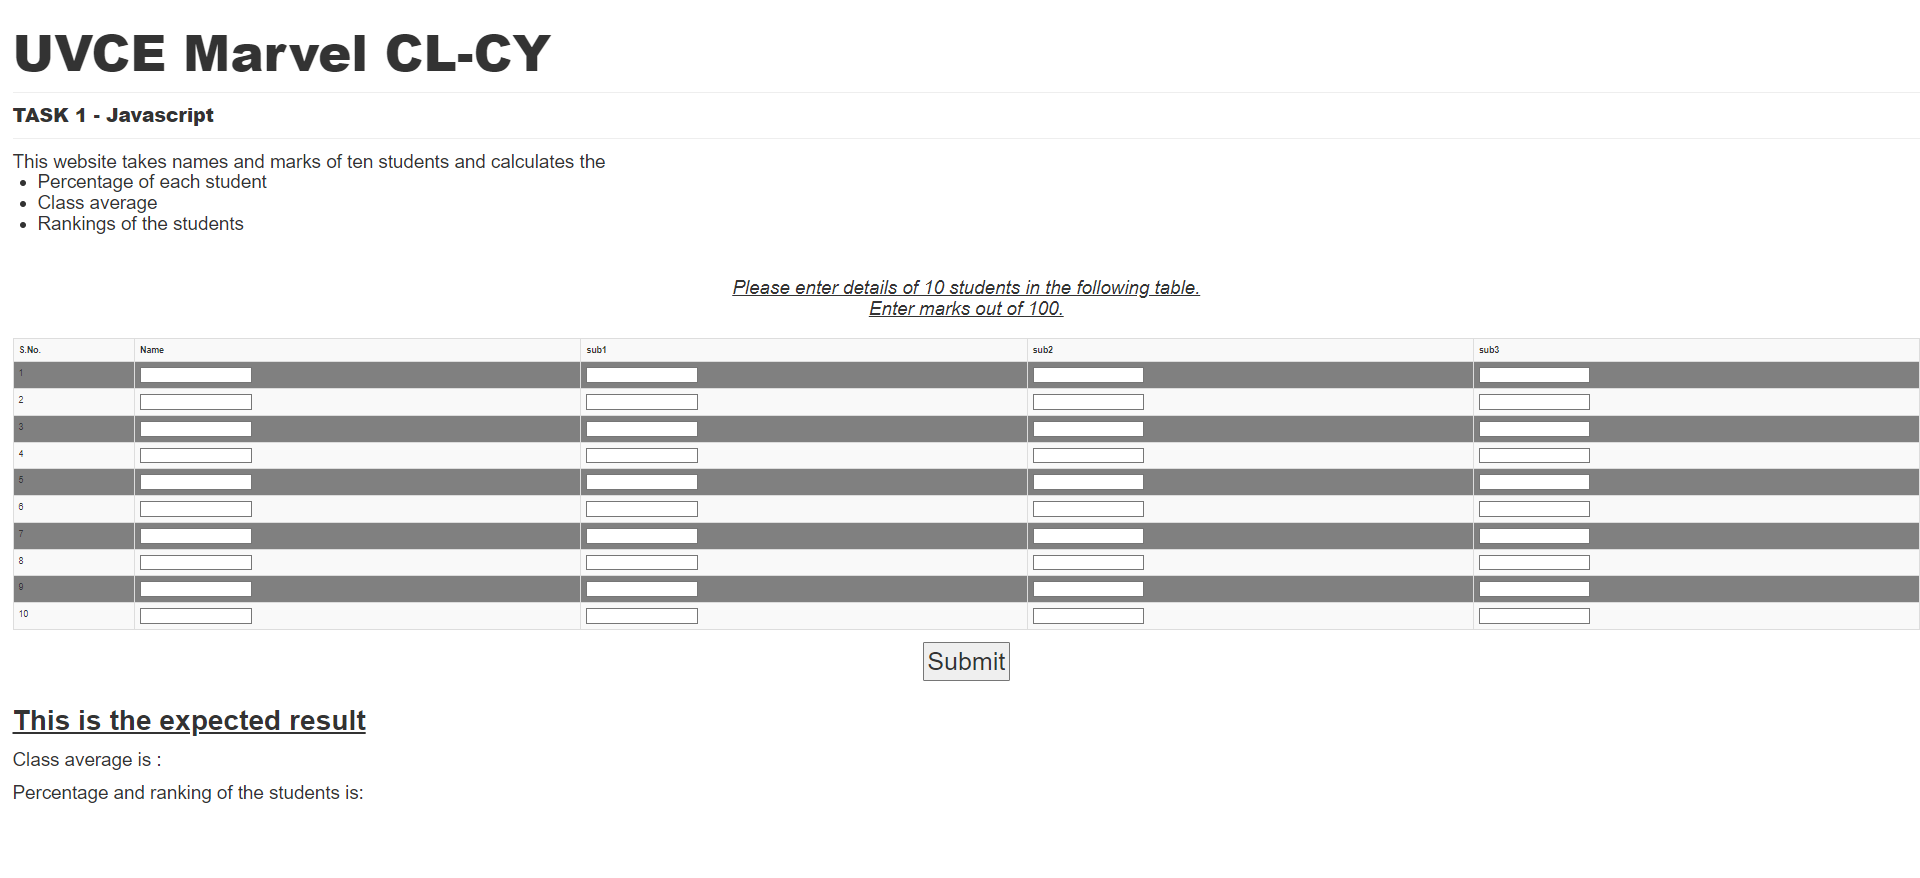 UVCE Marvel CL-CY
TASK 1 - Javascript
This website takes names and marks of ten students and calculates the
Percentage of each student
Class average
Rankings of the students
Please enter details of 10 students in the following table.
Enter marks out of 100.
S.No. Name sub1 sub2 sub3
1
2
3
4
5
6
7
8
9
10
Submit
This is the expected result
Class average is :
Percentage and ranking of the students is: